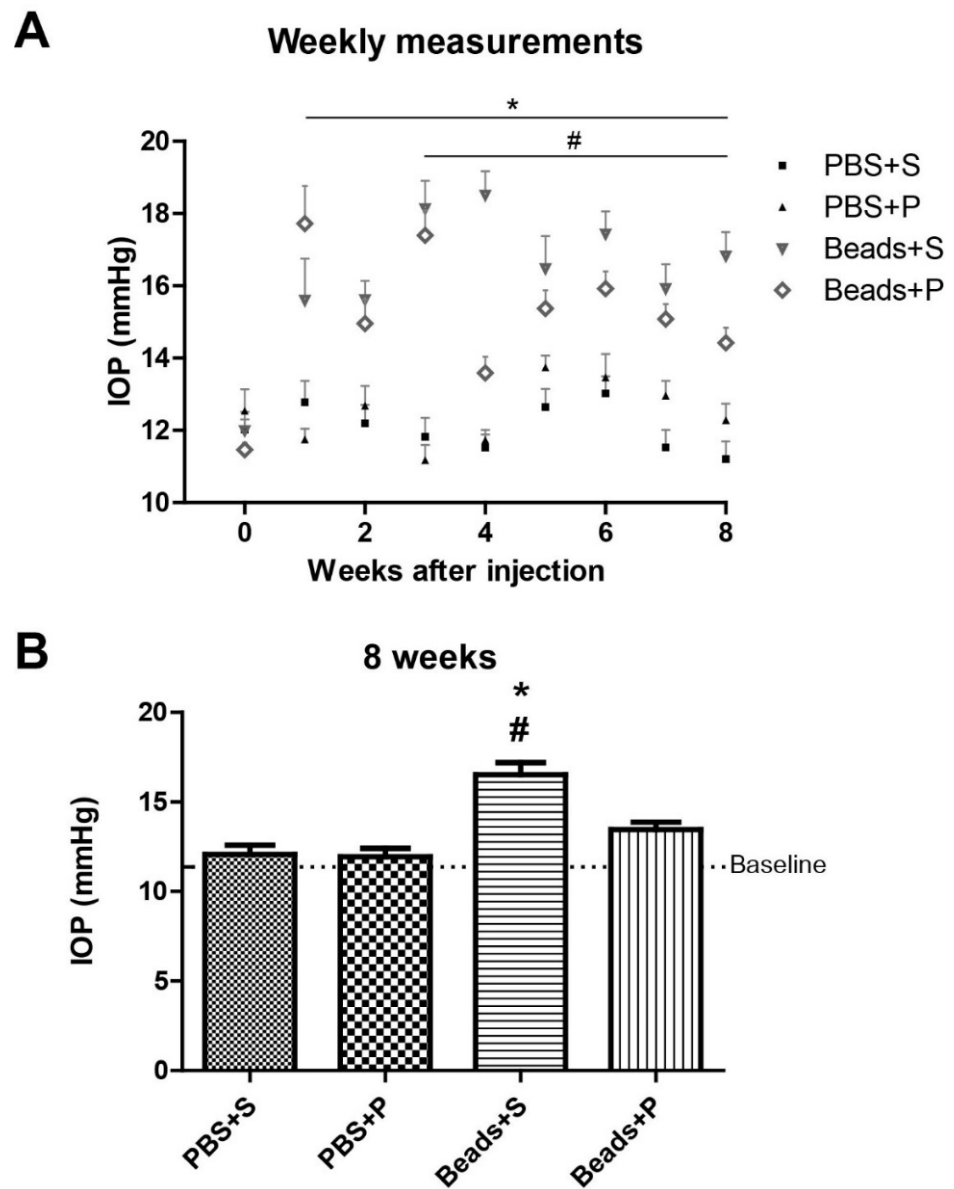 A
Weekly measurements
*
#
20
18
16
14
12
10
IOP (mmHg)
0 2 4 6 8
Weeks after injection
PBS+S
PBS+P
Beads+S
Beads+P
B
8 weeks
*
#
20
15
10
5
0
IOP (mmHg)
Baseline
PBS+S
PBS+P
Beads+S
Beads+P